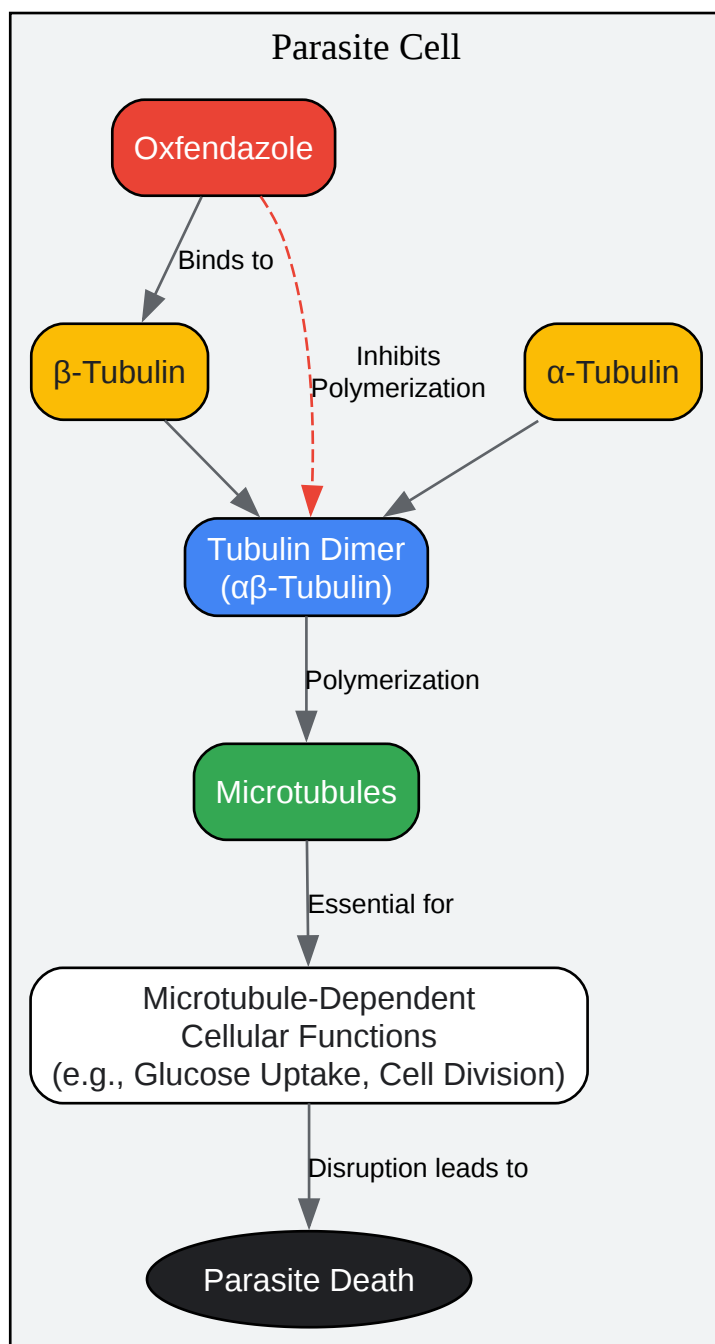 Parasite Cell
Oxfendazole
Binds to
β-Tubulin
Inhibits
Polymerization
α-Tubulin
Tubulin Dimer
(αβ-Tubulin)
Polymerization
Microtubules
Essential for
Microtubule-Dependent
Cellular Functions
(e.g., Glucose Uptake, Cell Division)
Disruption leads to
Parasite Death